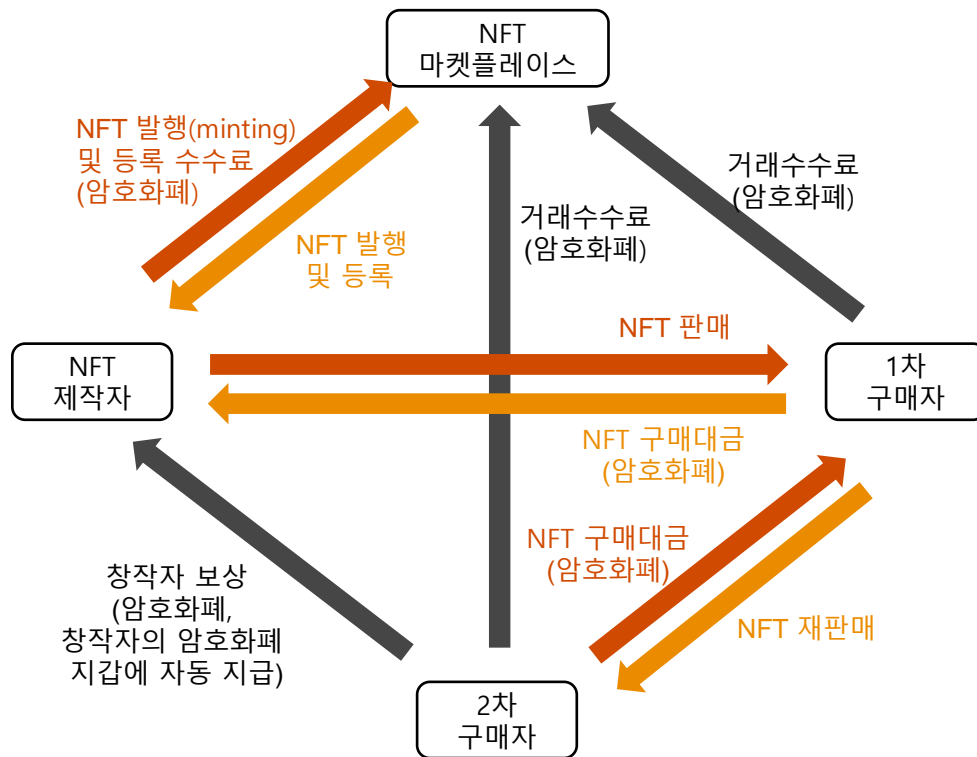 NFT
마켓플레이스
NFT 발행(minting)
및 등록 수수료
(암호화폐)
NFT 발행
및 등록
거래수수료
(암호화폐)
거래수수료
(암호화폐)
NFT 판매
NFT
제작자
1차
구매자
NFT 구매대금
(암호화폐)
NFT 구매대금
(암호화폐)
NFT 재판매
창작자 보상
(암호화폐,
창작자의 암호화폐
지갑에 자동 지급)
2차
구매자